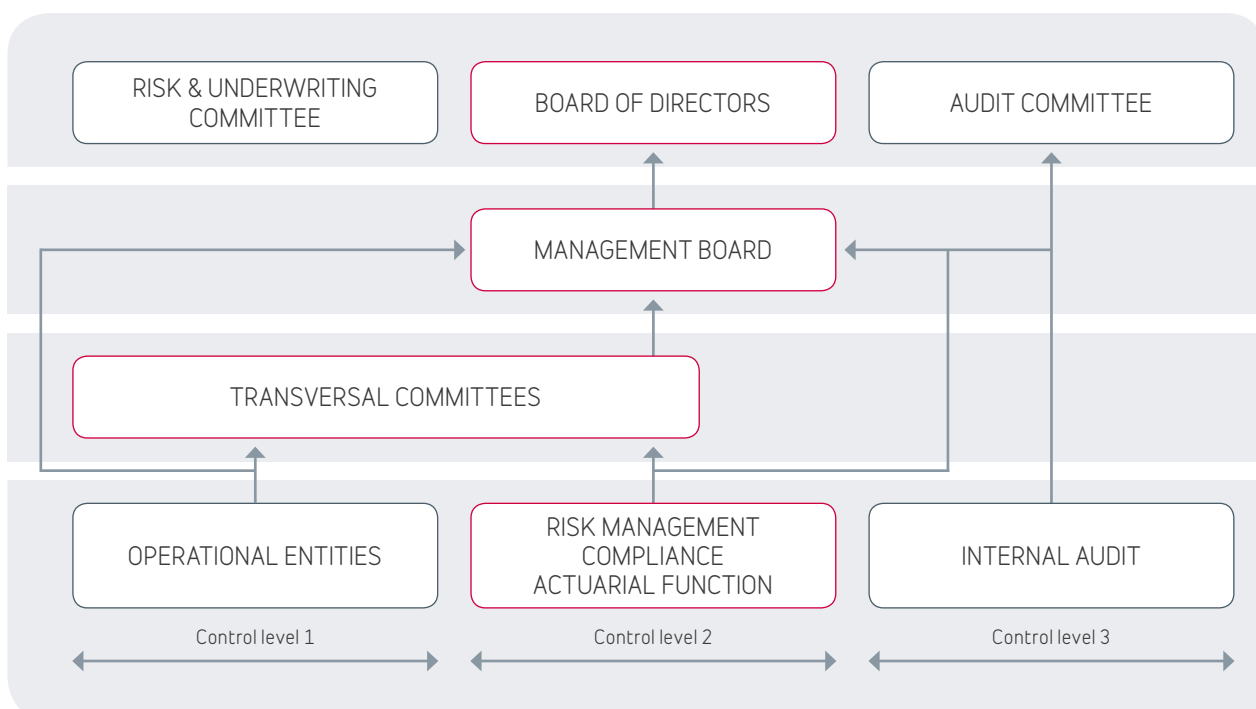 RISK & UNDERWRITING
COMMITTEE
BOARD OF DIRECTORS
AUDIT COMMITTEE
MANAGEMENT BOARD
TRANSVERSAL COMMITTEES
OPERATIONAL ENTITIES
RISK MANAGEMENT
COMPLIANCE
ACTUARIAL FUNCTION
INTERNAL AUDIT
Control level 1
Control level 2
Control level 3